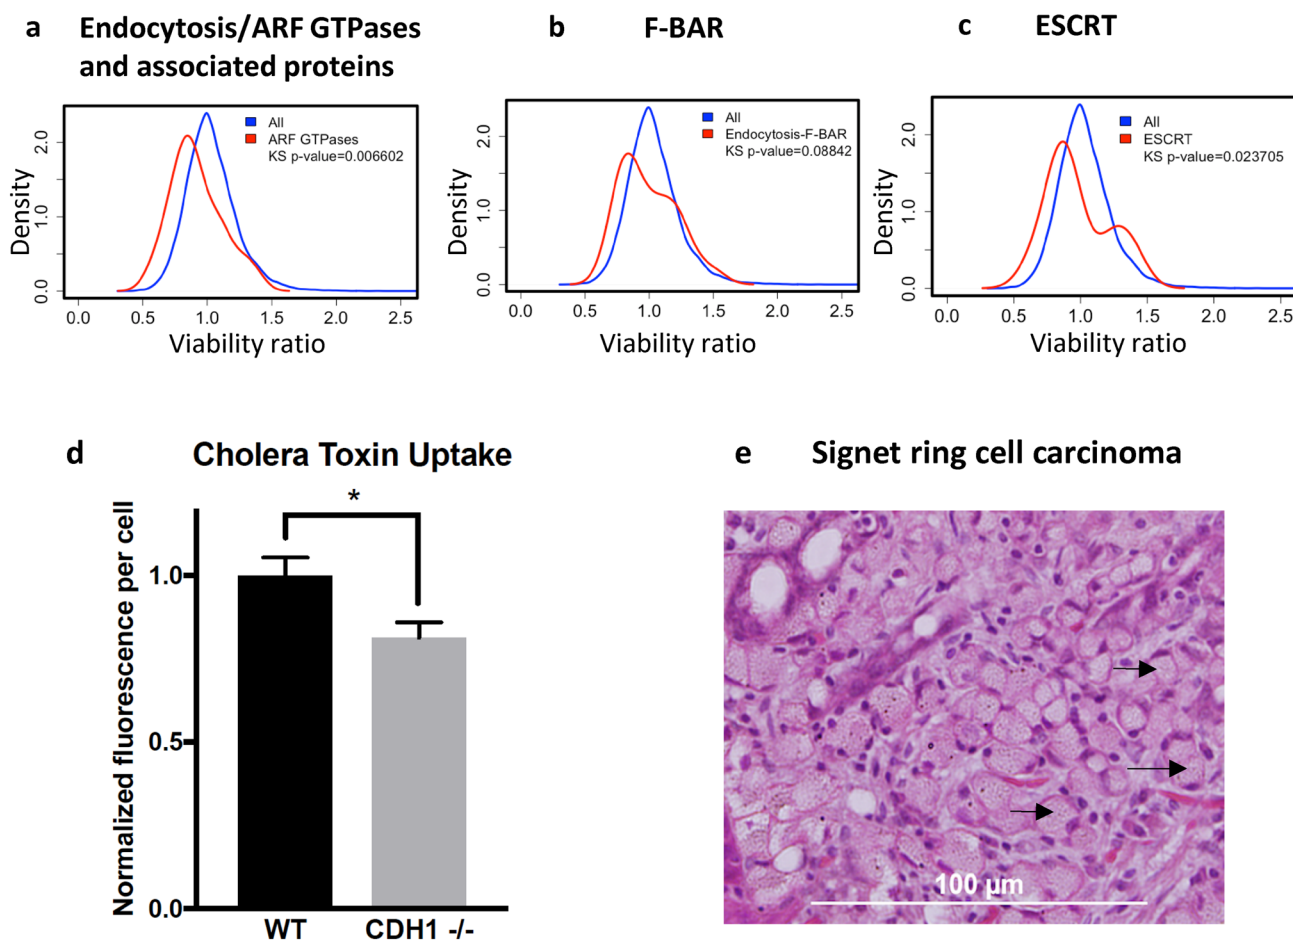 a Endocytosis/ARF GTPases
and associated proteins
All
ARF GTPases
KS p-value=0.006602
Density
0.0 1.0 2.0
0.0 0.5 1.0 1.5 2.0 2.5
Viability ratio
b F-BAR
All
Endocytosis-F-BAR
KS p-value=0.08842
Density
0.0 1.0 2.0
0.0 0.5 1.0 1.5 2.0 2.5
Viability ratio
c ESCRT
All
ESCRT
KS p-value=0.023705
Density
0.0 1.0 2.0
0.0 0.5 1.0 1.5 2.0 2.5
Viability ratio
d Cholera Toxin Uptake
*
Normalized fluorescence per cell
1.0
0.5
0.0
WT CDH1 -/-
e Signet ring cell carcinoma
100 µm